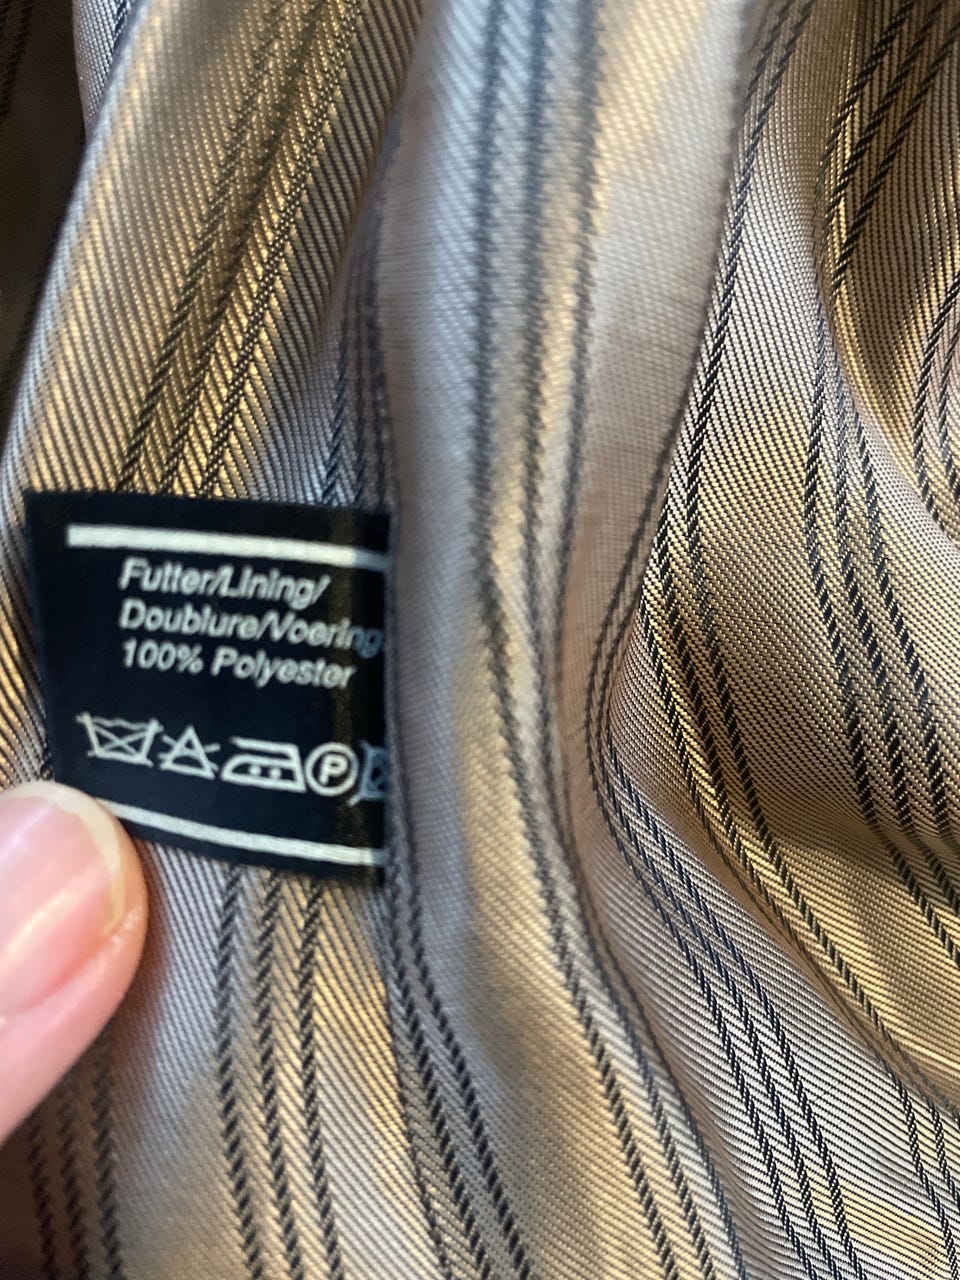 Futter/Lining/
Doublure/Voering
100% Polyester
P